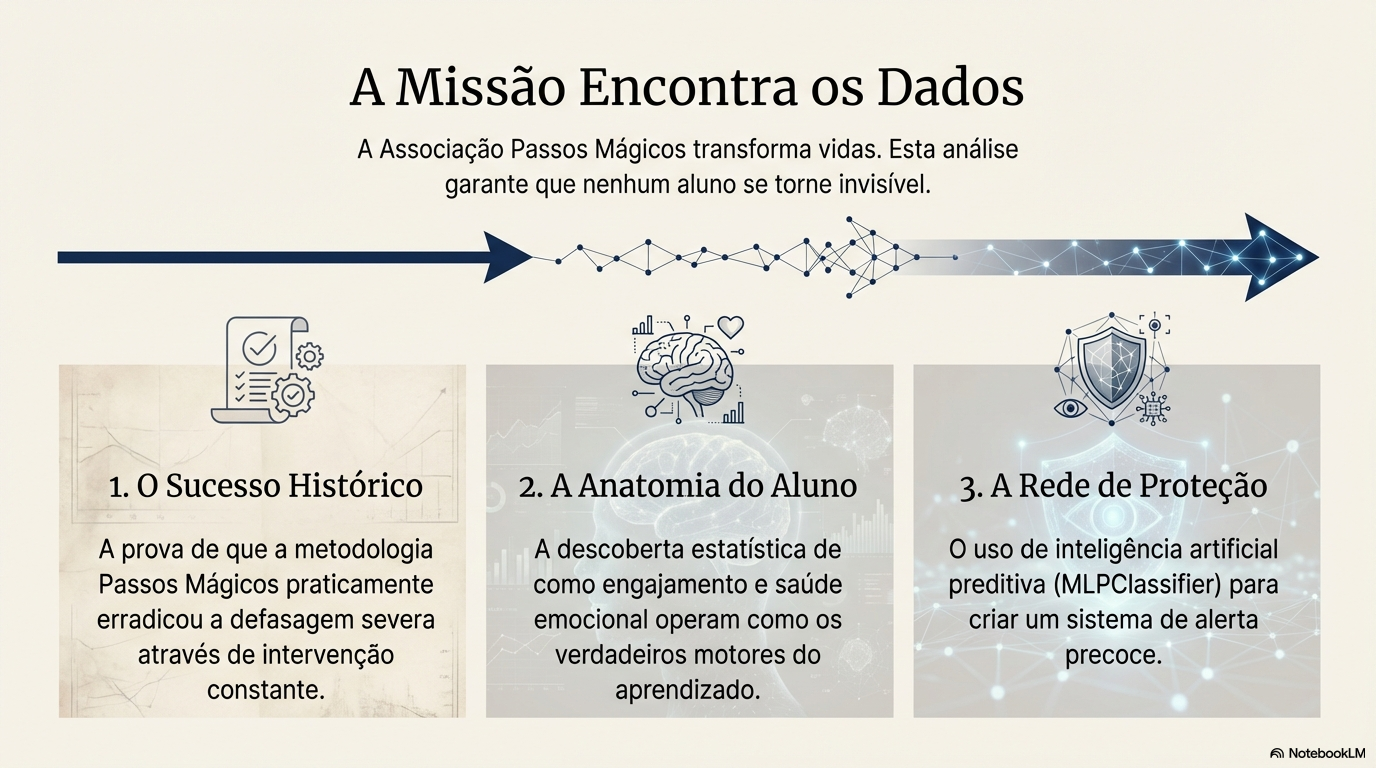 A Missão Encontra os Dados
A Associação Passos Mágicos transforma vidas. Esta análise
garante que nenhum aluno se torne invisível.
1. O Sucesso Histórico
A prova de que a metodologia
Passos Mágicos praticamente
erradicou a defasagem severa
através de intervenção
constante.
2. A Anatomia do Aluno
A descoberta estatística de
como engajamento e saúde
emocional operam como os
verdadeiros motores do
aprendizado.
3. A Rede de Proteção
O uso de inteligência artificial
preditiva (MLPClassifier) para
criar um sistema de alerta
precoce.
NotebookLM